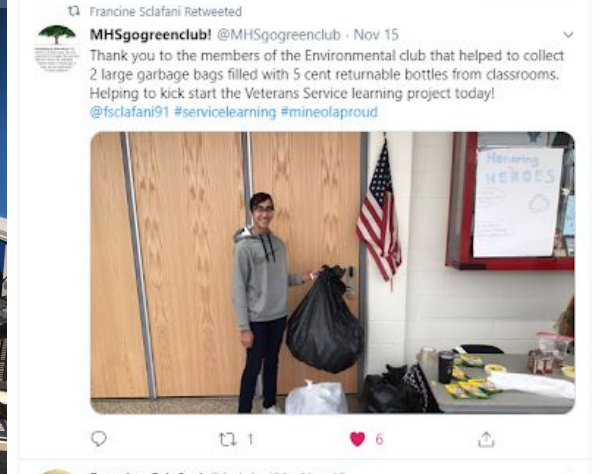 Francine Sclafani Retweeted
MHSgogreenclub! @MHSgogreenclub · Nov 15
Thank you to the members of the Environmental club that helped to collect
2 large garbage bags filled with 5 cent returnable bottles from classrooms.
Helping to kick start the Veterans Service learning project today!
@fsclafani91 #servicelearning #mineolaproud
Honoring
HEROES
1 6